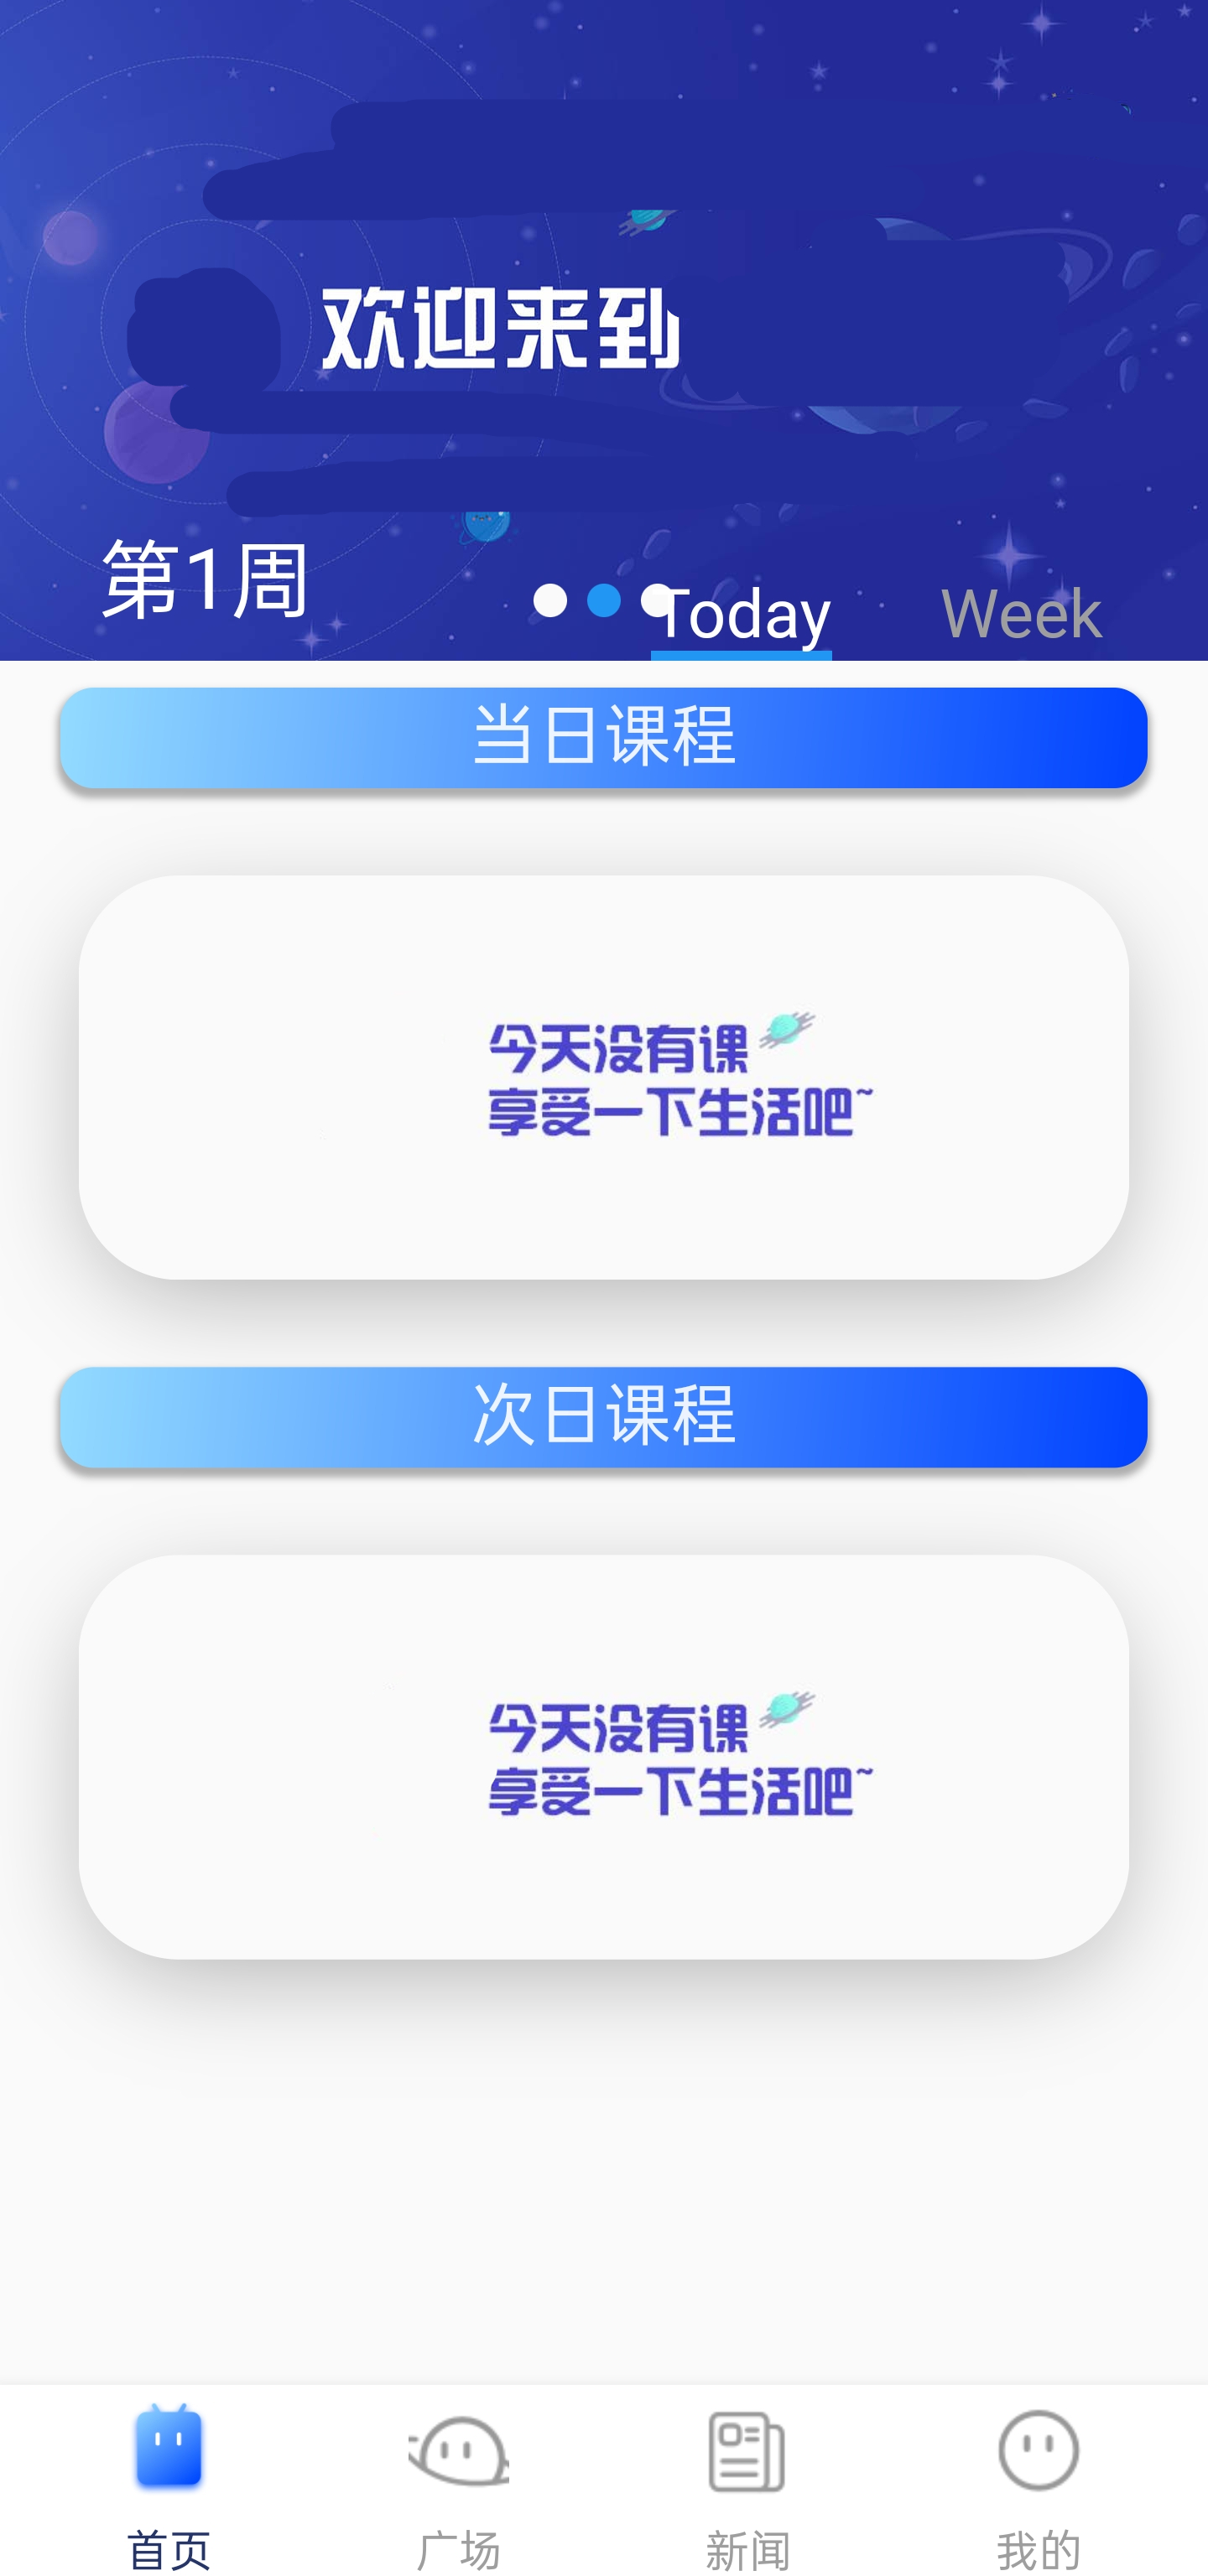 欢迎来到
第1周
Today
Week
当日课程
今天没有课
享受一下生活吧~
次日课程
今天没有课
享受一下生活吧~
首页
广场
新闻
我的